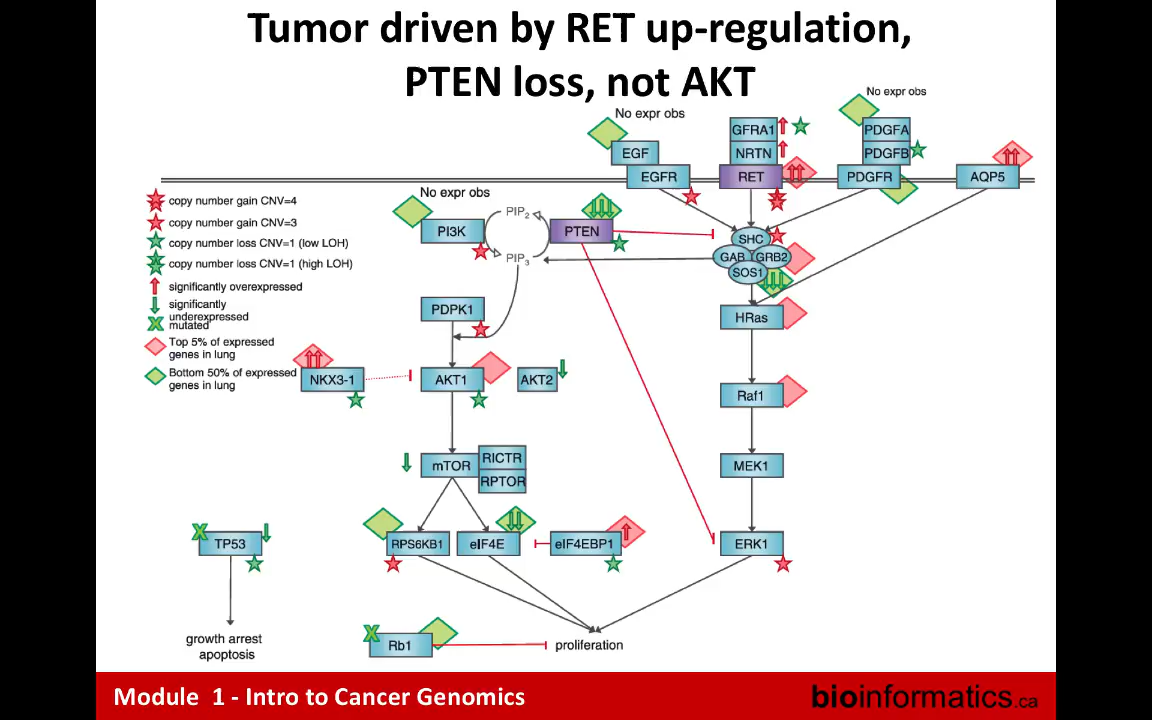 Tumor driven by RET up-regulation,
PTEN loss, not AKT
No expr obs
No expr obs
GFRA1
PDGFA
EGF
NRTN
PDGFB
EGFR
RET
PDGFR
AQP5
copy number gain CNV=4
copy number gain CNV=3
copy number loss CNV=1 (low LOH)
copy number loss CNV=1 (high LOH)
significantly overexpressed
significantly
underexpressed
mutated
Top 5% of expressed
genes in lung
Bottom 50% of expressed
genes in lung
No expr obs
PIP2
PI3K
PTEN
PIP3
SHC
GAB
GRB2
SOS1
PDPK1
HRas
NKX3-1
AKT1
AKT2
Raf1
mTOR
RICTR
RPTOR
MEK1
TP53
RPS6KB1
eIF4E
eIF4EBP1
ERK1
growth arrest
apoptosis
Rb1
proliferation
Module 1 - Intro to Cancer Genomics
bioinformatics.ca